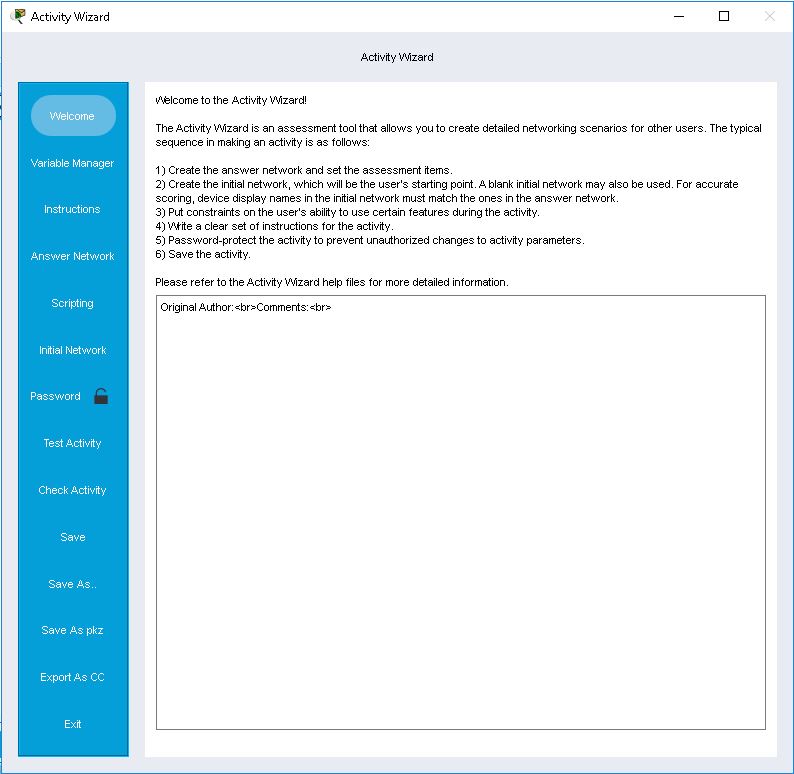 Activity Wizard
Activity Wizard
Welcome
Variable Manager
Instructions
Answer Network
Scripting
Initial Network
Password
Test Activity
Check Activity
Save
Save As..
Save As pkz
Export As CC
Exit
Welcome to the Activity Wizard!
The Activity Wizard is an assessment tool that allows you to create detailed networking scenarios for other users. The typical
sequence in making an activity is as follows:
1) Create the answer network and set the assessment items.
2) Create the initial network, which will be the user's starting point. A blank initial network may also be used. For accurate
scoring, device display names in the initial network must match the ones in the answer network.
3) Put constraints on the user's ability to use certain features during the activity.
4) Write a clear set of instructions for the activity.
5) Password-protect the activity to prevent unauthorized changes to activity parameters.
6) Save the activity.
Please refer to the Activity Wizard help files for more detailed information.
Original Author:<br>Comments:<br>